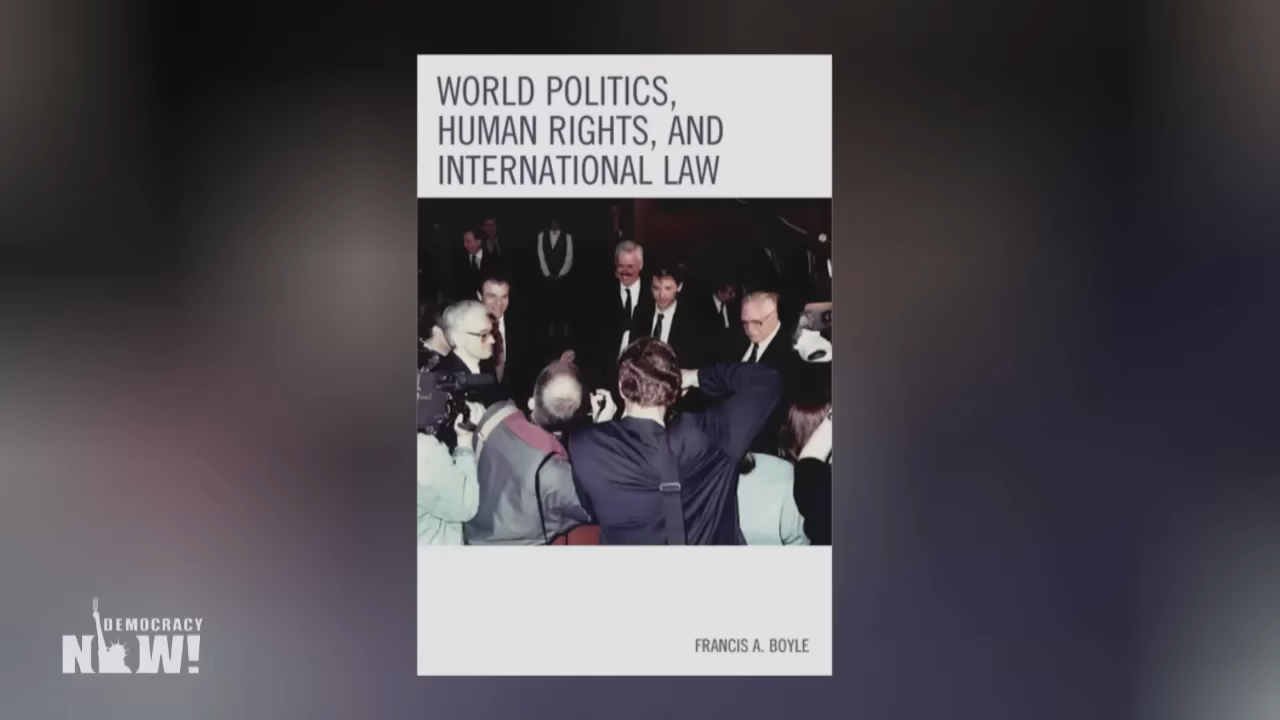 WORLD POLITICS,
HUMAN RIGHTS, AND
INTERNATIONAL LAW
FRANCIS A. BOYLE
DEMOCRACY
NOW!